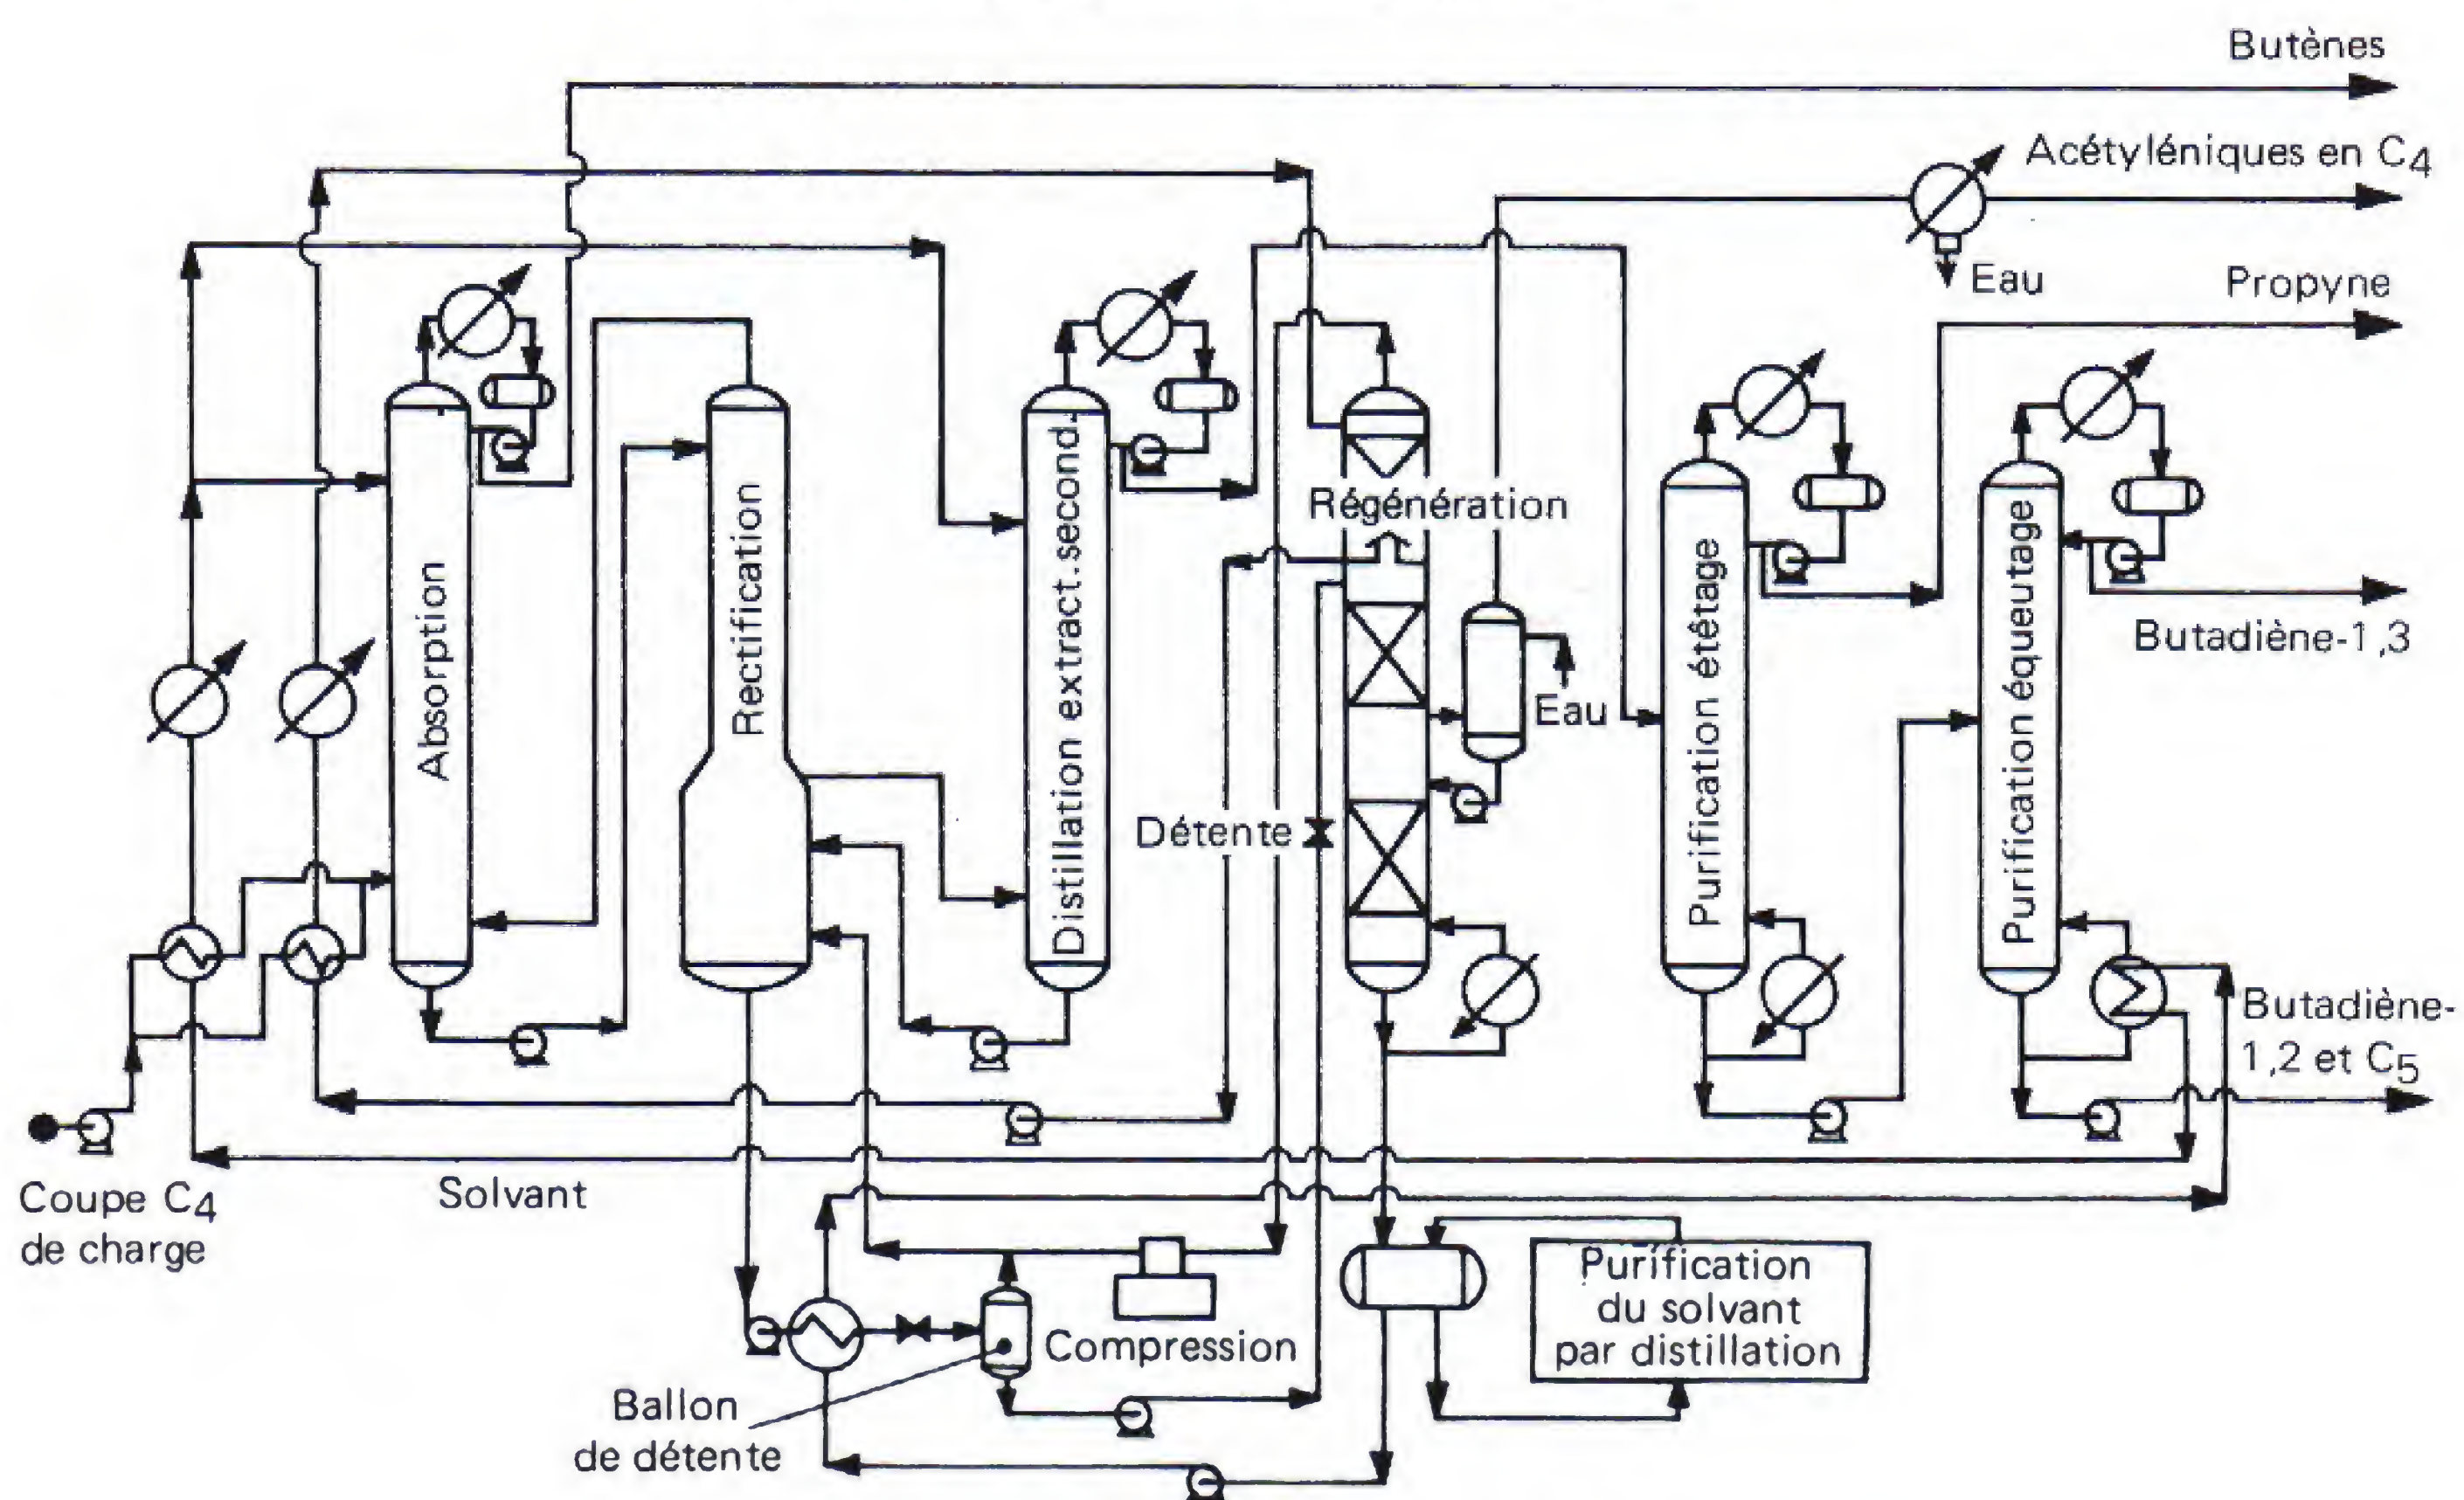 Butènes
Acétyléniques en C4
Eau
Propyne
Absorption
Rectification
Distillation extract.second.
Régénération
Eau
Purification étêtage
Purification équeutage
Butadiène-1,3
Détente
Butadiène-
1,2 et C5
Coupe C4
de charge
Solvant
Compression
Ballon
de détente
Purification
du solvant
par distillation